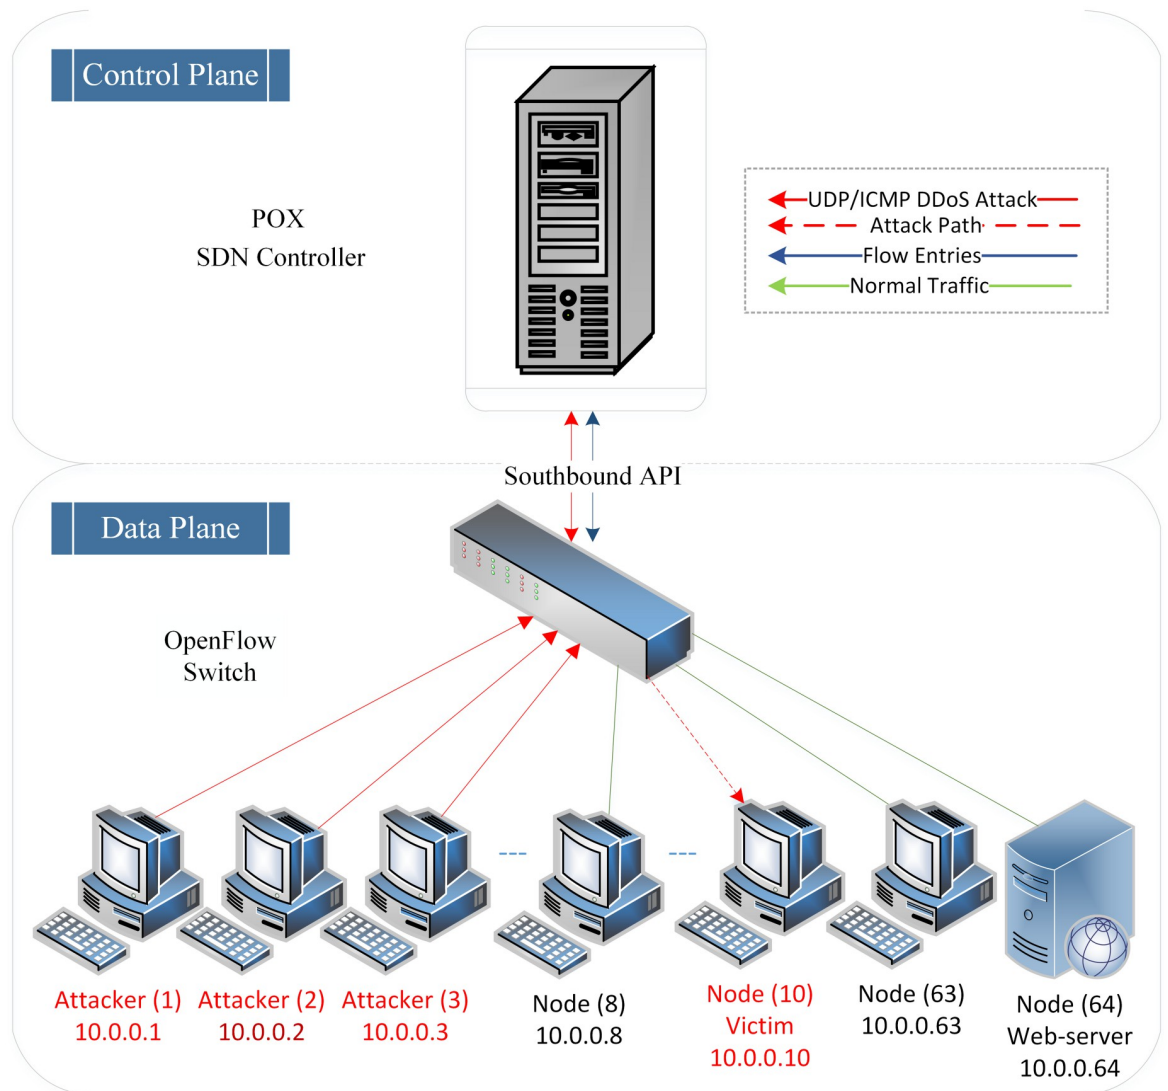 Control Plane
POX
SDN Controller
UDP/ICMP DDoS Attack
Attack Path
Flow Entries
Normal Traffic
Southbound API
Data Plane
OpenFlow
Switch
Attacker (1)
10.0.0.1
Attacker (2)
10.0.0.2
Attacker (3)
10.0.0.3
Node (8)
10.0.0.8
Node (10)
Victim
10.0.0.10
Node (63)
10.0.0.63
Node (64)
Web-server
10.0.0.64